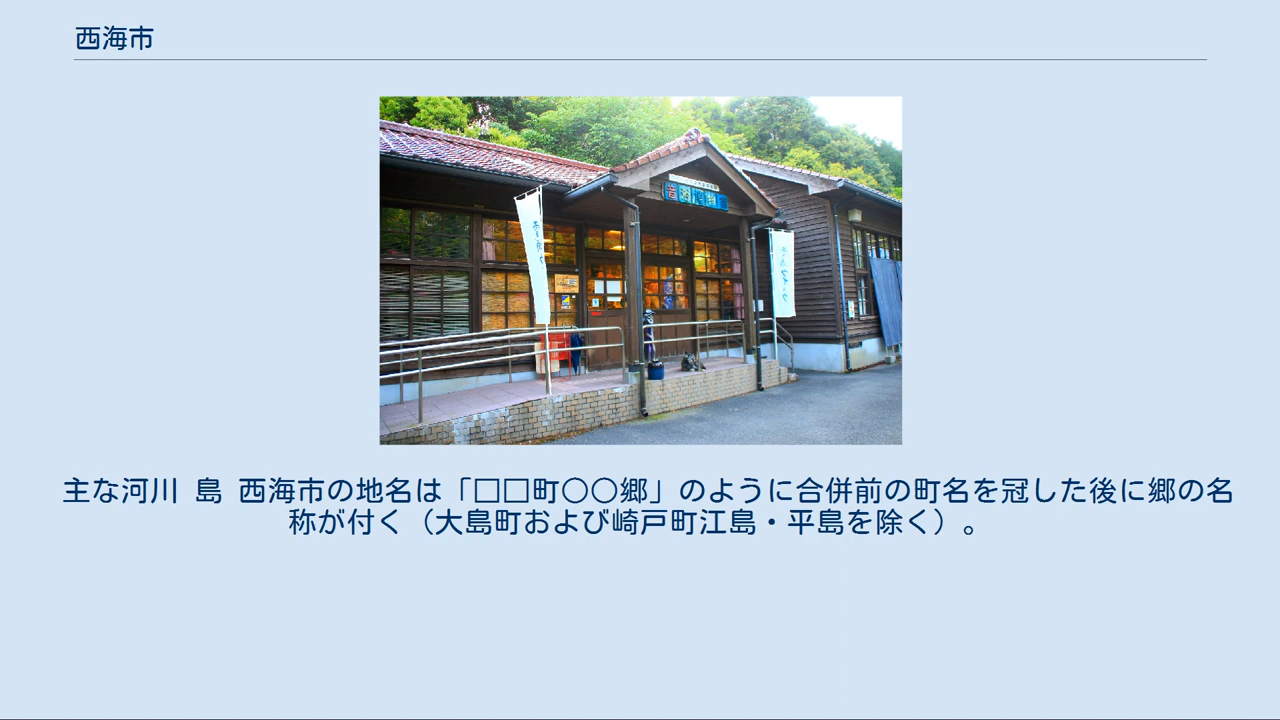 西海市
主な河川 島 西海市の地名は「□□町〇〇郷」のように合併前の町名を冠した後に郷の名
称が付く（大島町および崎戸町江島・平島を除く）。